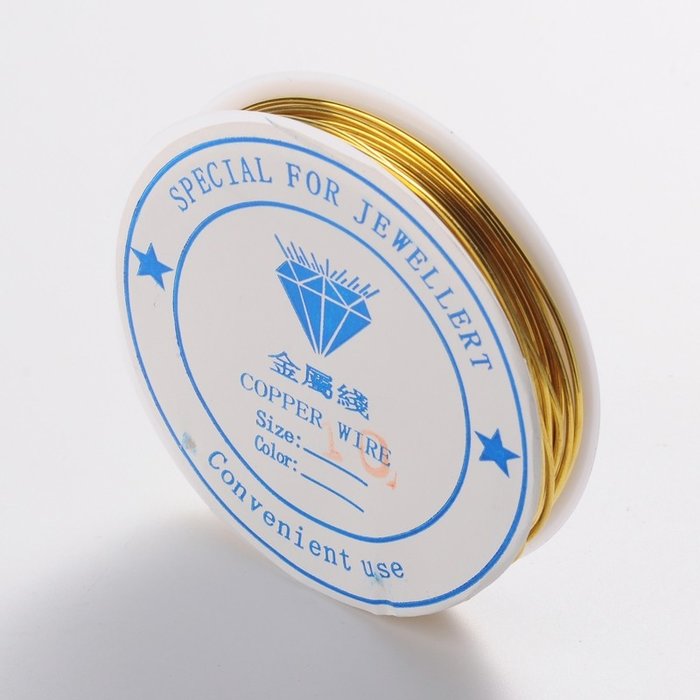 SPECIAL FOR JEWELLERT
金屬綫
COPPER WIRE
Size:
Color:
Convenient use